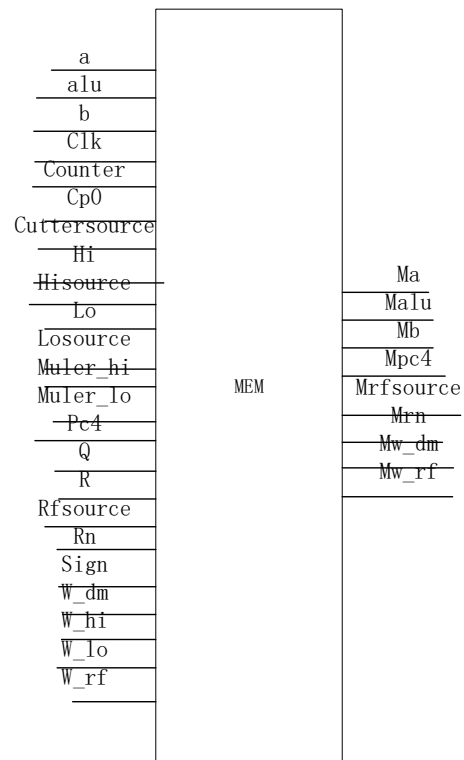 a
alu
b
Clk
Counter
Cp0
Cuttersource
Hi
Hisource
Lo
Losource
Muler_hi
Muler_lo
Pc4
Q
R
Rfsource
Rn
Sign
W_dm
W_hi
W_lo
W_rf
MEM
Ma
Malu
Mb
Mpc4
Mrfsource
Mrn
Mw_dm
Mw_rf